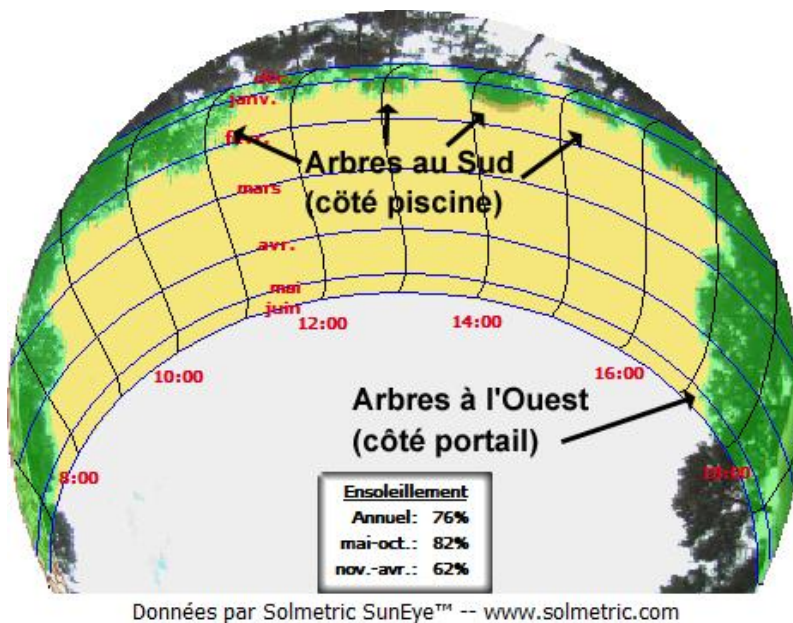 déc.
janv.
févr.
Arbres au Sud
(cöté piscine)
mars
avr.
mai
juin
12:00
14:00
10:00
16:00
Arbres à l'Ouest
(côté portail)
8:00
18:00
Ensoleillement
Annuel: 76%
mai-oct.: 82%
nov.-avr.: 62%
Données par Solmetric SunEye™ -- www.solmetric.com